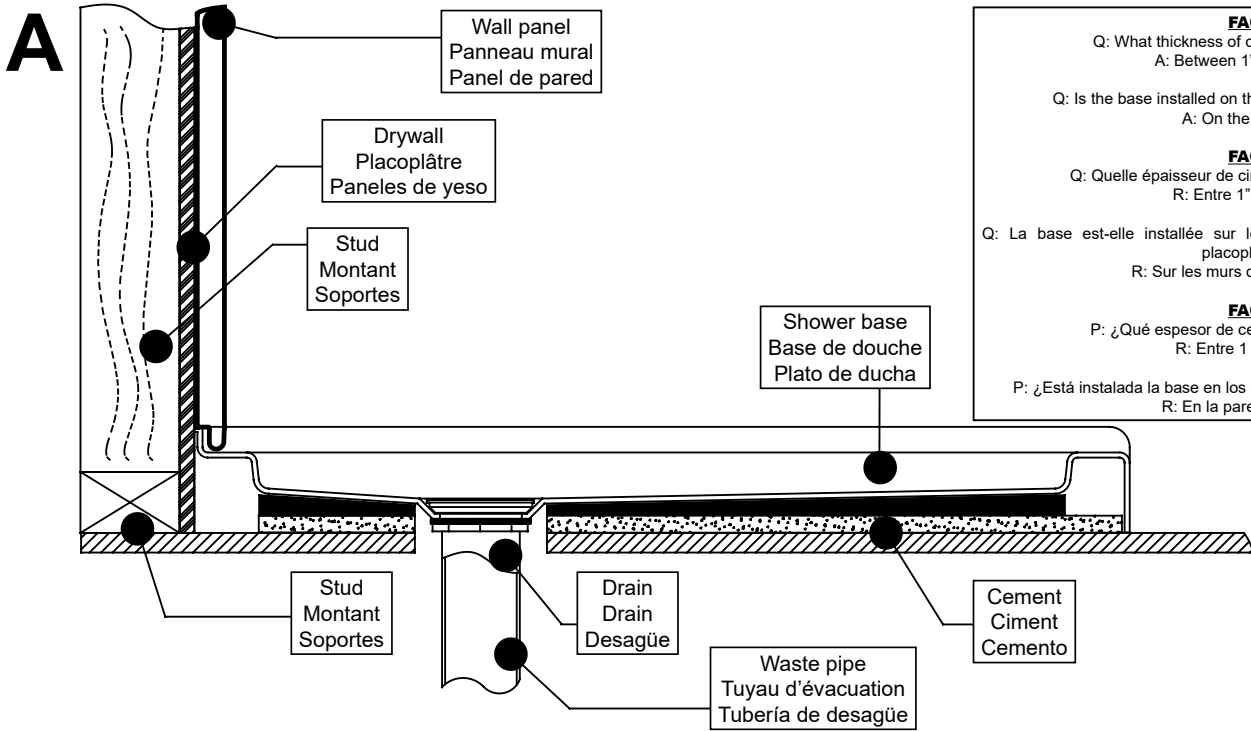 A
Wall panel
Panneau mural
Panel de pared
Drywall
Placoplâtre
Paneles de yeso
Stud
Montant
Soportes
Shower base
Base de douche
Plato de ducha
Stud
Montant
Soportes
Drain
Drain
Desagüe
Waste pipe
Tuyau d’évacuation
Tubería de desagüe
Cement
Ciment
Cemento
Q: What thickness of
A: Between 1”
Q: Is the base installed on
A: On the
Q: Quelle épaisseur de
R: Entre 1”
Q: La base est-elle installée sur
R: Sur les murs
P: ¿Qué espesor de
R: Entre 1
P: ¿Está instalada la base en los
R: En la